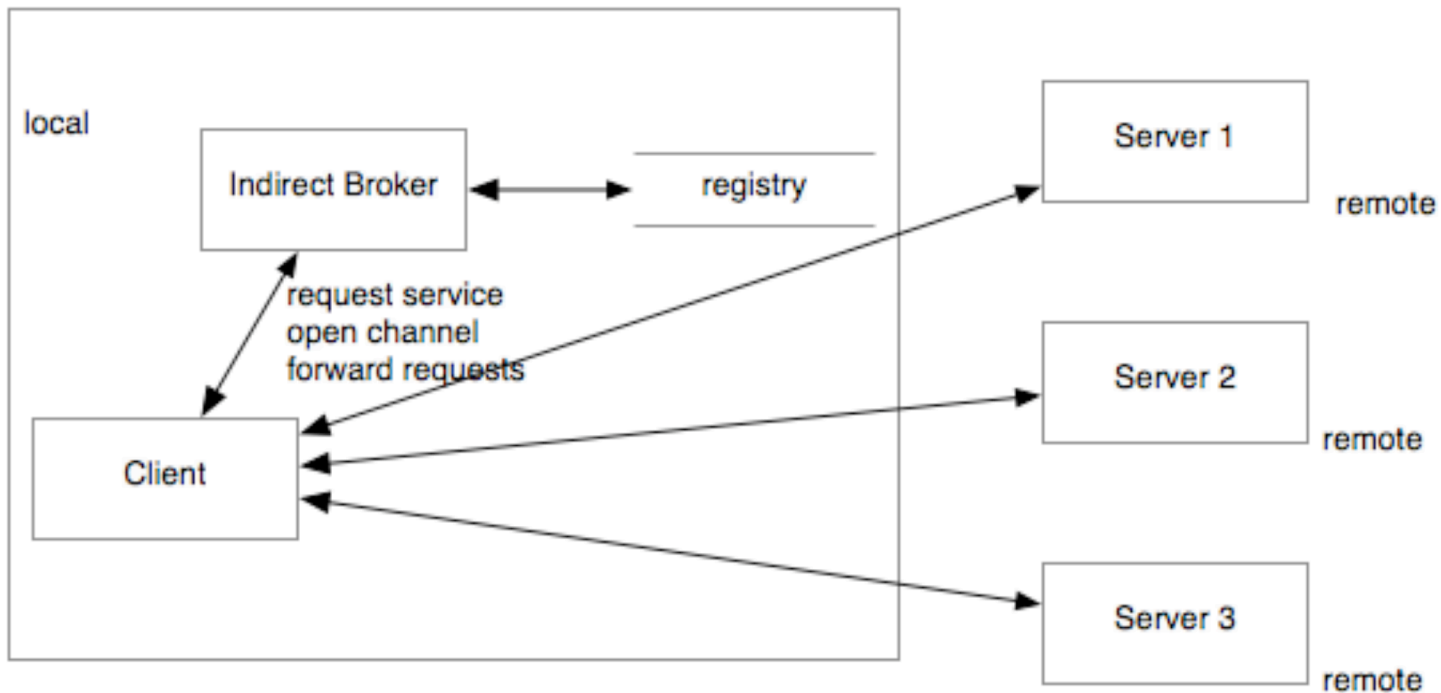 local
Indirect Broker
registry
Server 1
remote
request service
open channel
forward requests
Server 2
remote
Client
Server 3
remote